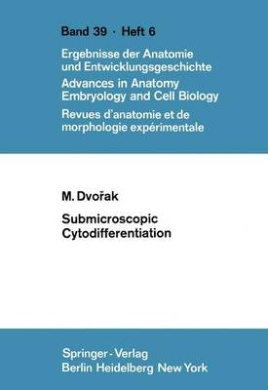 Band 39 · Heft 6
Ergebnisse der Anatomie
und Entwicklungsgeschichte
Advances in Anatomy
Embryology and Cell Biology
Revues d'anatomie et de
morphologie expérimentale
M. Dvořak
Submicroscopic
Cytodifferentiation
Springer-Verlag
Berlin Heidelberg New York